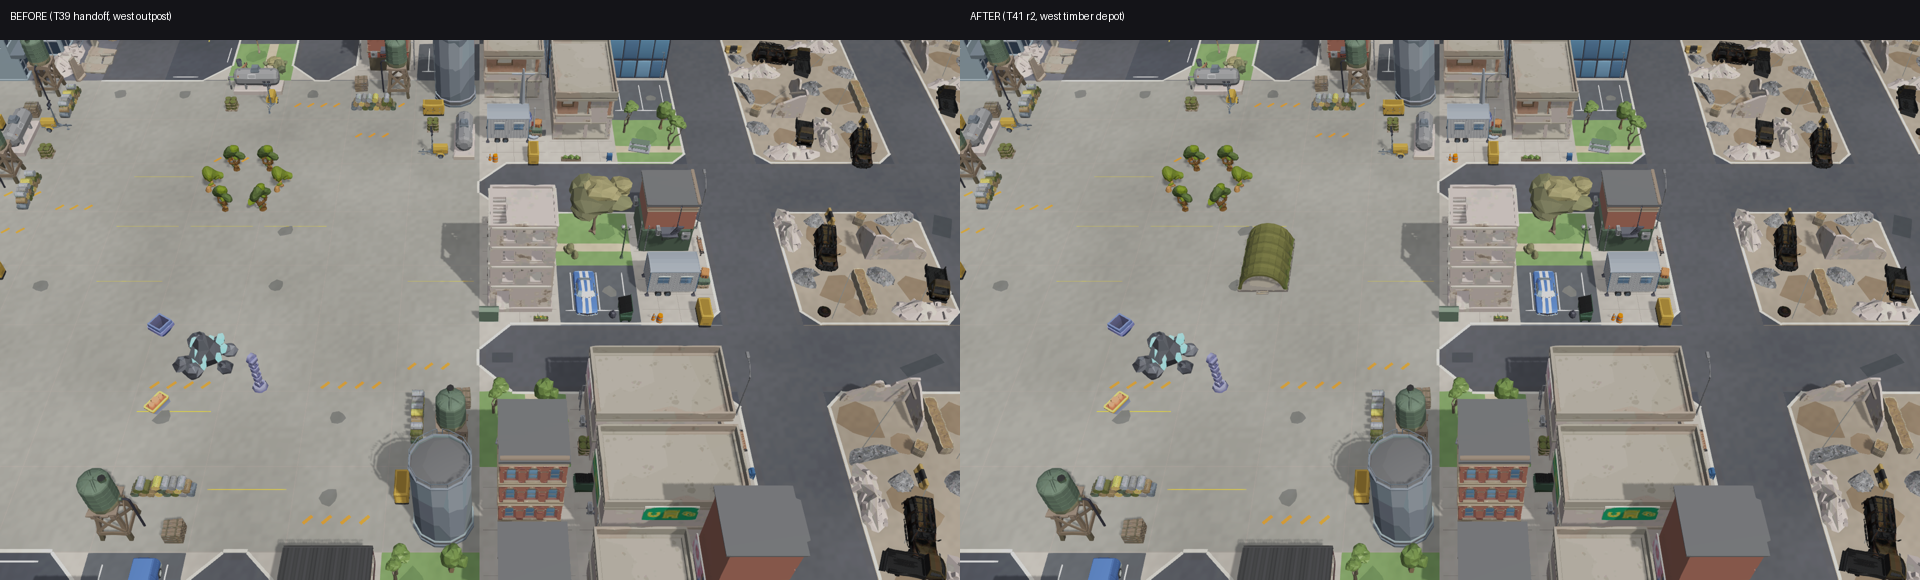 BEFORE (T39 handoff, west outpost)
AFTER (T41 r2, west timber depot)